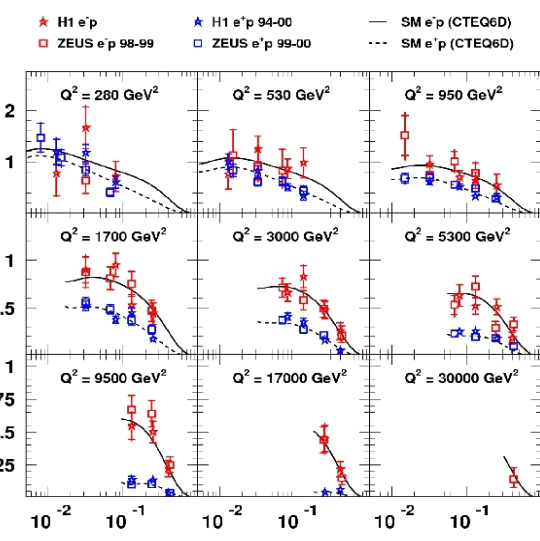 H1 e⁻p H1 e⁺p 94-00 SM e⁻p (CTEQ6D)
ZEUS e⁻p 98-99 ZEUS e⁺p 99-00 SM e⁺p (CTEQ6D)
Q² = 280 GeV² Q² = 530 GeV² Q² = 950 GeV²
2
1
Q² = 1700 GeV² Q² = 3000 GeV² Q² = 5300 GeV²
1
.5
Q² = 9500 GeV² Q² = 17000 GeV² Q² = 30000 GeV²
1
75
.5
25
10⁻² 10⁻¹ 10⁻² 10⁻¹ 10⁻² 10⁻¹